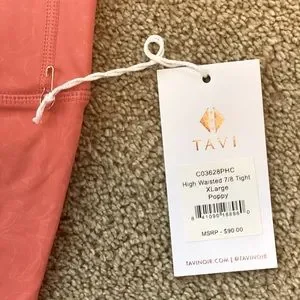 TAVI
C03628PHC
High Waisted 7/8 Tight
XLarge
Poppy
MSRP - $90.00
TAVINOIR.COM | @TAVINOIR